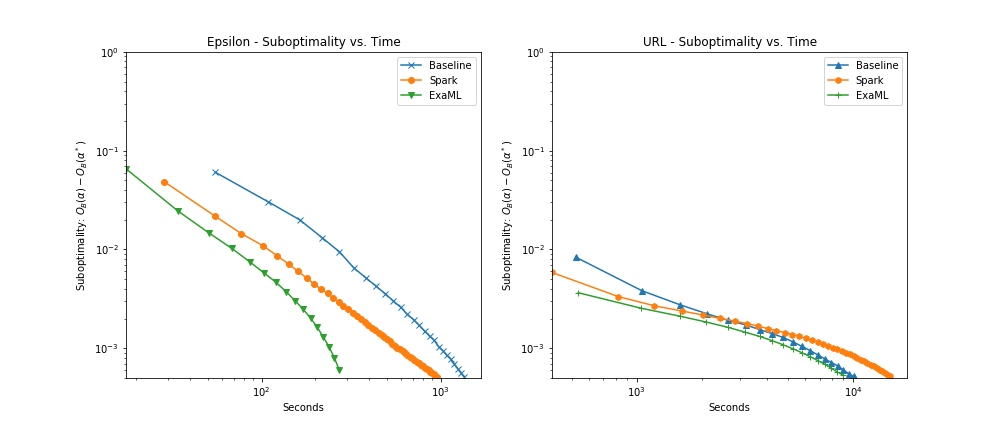 Epsilon - Suboptimality vs. Time
Suboptimality: O_B(α) − O_B(α*)
10⁰
10⁻¹
10⁻²
10⁻³
10²
10³
Seconds
Baseline
Spark
ExaML
URL - Suboptimality vs. Time
Suboptimality: O_B(α) − O_B(α*)
10⁰
10⁻¹
10⁻²
10⁻³
10³
10⁴
Seconds
Baseline
Spark
ExaML